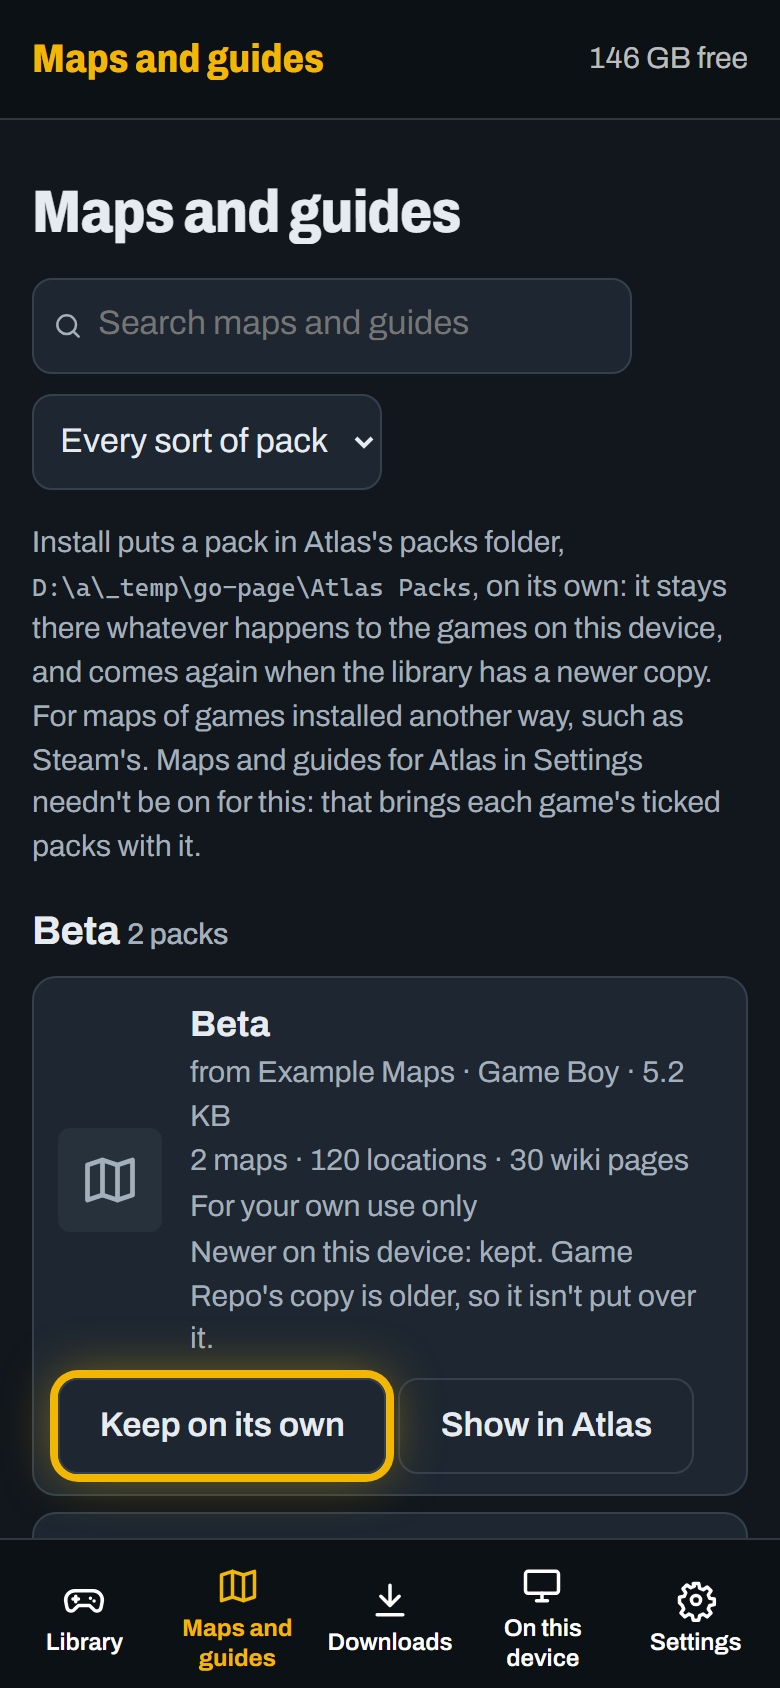 Maps and guides
146 GB free
Maps and guides
Search maps and guides
Every sort of pack
Install puts a pack in Atlas's packs folder,
D:\a\_temp\go-page\Atlas Packs, on its own: it stays
there whatever happens to the games on this device,
and comes again when the library has a newer copy.
For maps of games installed another way, such as
Steam's. Maps and guides for Atlas in Settings
needn't be on for this: that brings each game's ticked
packs with it.
Beta 2 packs
Beta
from Example Maps · Game Boy · 5.2
KB
2 maps · 120 locations · 30 wiki pages
For your own use only
Newer on this device: kept. Game
Repo's copy is older, so it isn't put over
it.
Keep on its own
Show in Atlas
Library
Maps and
guides
Downloads
On this
device
Settings